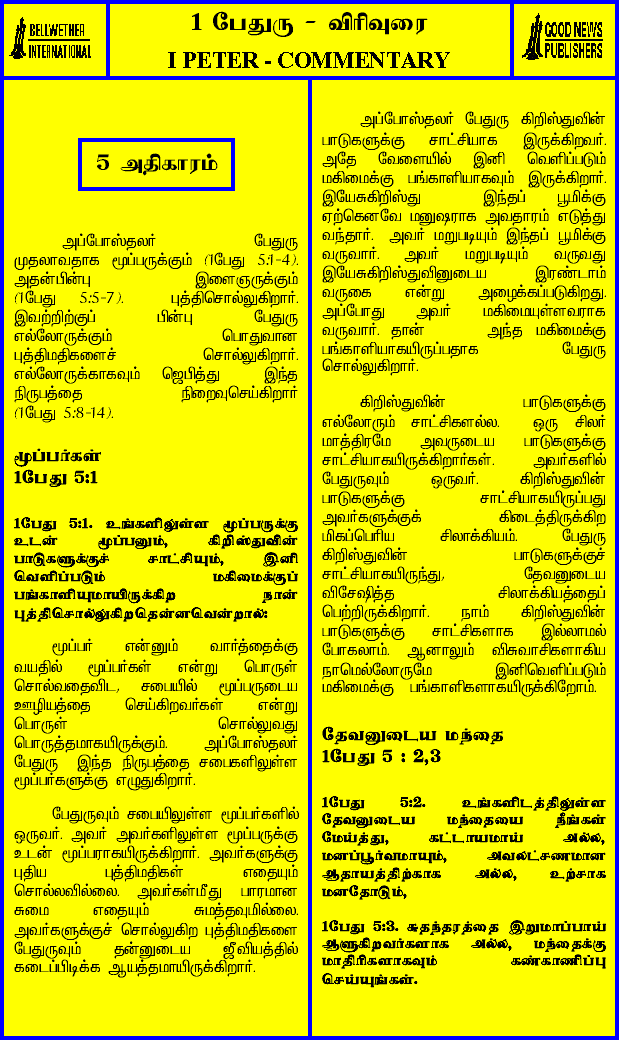 BELLWETHER
INTERNATIONAL
1 பேதுரு - விரிவுரை
I PETER - COMMENTARY
GOOD NEWS
PUBLISHERS
5 அதிகாரம்
அப்போஸ்தலர் பேதுரு
முதலாவதாக மூப்பருக்கும் (1பேது 5:1-4).
அதன்பின்பு இளைஞருக்கும்
(1பேது 5:5-7). புத்திசொல்லுகிறார்.
இவற்றிற்குப் பின்பு பேதுரு
எல்லோருக்கும் பொதுவான
புத்திமதிகளைச் சொல்லுகிறார்.
எல்லோருக்காகவும் ஜெபித்து இந்த
நிருபத்தை நிறைவுசெய்கிறார்
(1பேது 5:8-14).
மூப்பர்கள்
1பேது 5:1
1பேது 5:1. உங்களிலுள்ள மூப்பருக்கு
உடன் மூப்பனும், கிறிஸ்துவின்
பாடுகளுக்குச் சாட்சியும், இனி
வெளிப்படும் மகிமைக்குப்
பங்காளியுமாயிருக்கிற நான்
புத்திசொல்லுகிறதென்னவென்றால்:
மூப்பர் என்னும் வார்த்தைக்கு
வயதில் மூப்பர்கள் என்று பொருள்
சொல்வதைவிட, சபையில் மூப்பருடைய
ஊழியத்தை செய்கிறவர்கள் என்று
பொருள் சொல்லுவது
பொருத்தமாகயிருக்கும். அப்போஸ்தலர்
பேதுரு இந்த நிருபத்தை சபைகளிலுள்ள
மூப்பர்களுக்கு எழுதுகிறார்.
பேதுருவும் சபையிலுள்ள மூப்பர்களில்
ஒருவர். அவர் அவர்களிலுள்ள மூப்பருக்கு
உடன் மூப்பராகயிருக்கிறார். அவர்களுக்கு
புதிய புத்திமதிகள் எதையும்
சொல்லவில்லை. அவர்கள்மீது பாரமான
சுமை எதையும் சுமத்தவுமில்லை.
அவர்களுக்குச் சொல்லுகிற புத்திமதிகளை
பேதுருவும் தன்னுடைய ஜீவியத்தில்
கடைப்பிடிக்க ஆயத்தமாயிருக்கிறார்.
அப்போஸ்தலர் பேதுரு கிறிஸ்துவின்
பாடுகளுக்கு சாட்சியாக இருக்கிறவர்.
அதே வேளையில் இனி வெளிப்படும்
மகிமைக்கு பங்காளியாகவும் இருக்கிறார்.
இயேசுகிறிஸ்து இந்தப் பூமிக்கு
ஏற்கெனவே மனுஷராக அவதாரம் எடுத்து
வந்தார். அவர் மறுபடியும் இந்தப் பூமிக்கு
வருவார். அவர் மறுபடியும் வருவது
இயேசுகிறிஸ்துவினுடைய இரண்டாம்
வருகை என்று அழைக்கப்படுகிறது.
அப்போது அவர் மகிமையுள்ளவராக
வருவார். தான் அந்த மகிமைக்கு
பங்காளியாகயிருப்பதாக பேதுரு
சொல்லுகிறார்.
கிறிஸ்துவின் பாடுகளுக்கு
எல்லோரும் சாட்சிகளல்ல. ஒரு சிலர்
மாத்திரமே அவருடைய பாடுகளுக்கு
சாட்சியாகயிருக்கிறார்கள். அவர்களில்
பேதுருவும் ஒருவர். கிறிஸ்துவின்
பாடுகளுக்கு சாட்சியாகயிருப்பது
அவர்களுக்குக் கிடைத்திருக்கிற
மிகப்பெரிய சிலாக்கியம். பேதுரு
கிறிஸ்துவின் பாடுகளுக்குச்
சாட்சியாகயிருந்து, தேவனுடைய
விசேஷித்த சிலாக்கியத்தைப்
பெற்றிருக்கிறார். நாம் கிறிஸ்துவின்
பாடுகளுக்கு சாட்சிகளாக இல்லாமல்
போகலாம். ஆனாலும் விசுவாசிகளாகிய
நாமெல்லோருமே இனிவெளிப்படும்
மகிமைக்கு பங்காளிகளாகயிருக்கிறோம்.
தேவனுடைய மந்தை
1பேது 5 : 2,3
1பேது 5:2. உங்களிடத்திலுள்ள
தேவனுடைய மந்தையை நீங்கள்
மேய்த்து, கட்டாயமாய் அல்ல,
மனப்பூர்வமாயும், அவலட்சணமான
ஆதாயத்திற்காக அல்ல, உற்சாக
மனதோடும்,
1பேது 5:3. சுதந்தரத்தை இறுமாப்பாய்
ஆளுகிறவர்களாக அல்ல, மந்தைக்கு
மாதிரிகளாகவும் கண்காணிப்பு
செய்யுங்கள்.